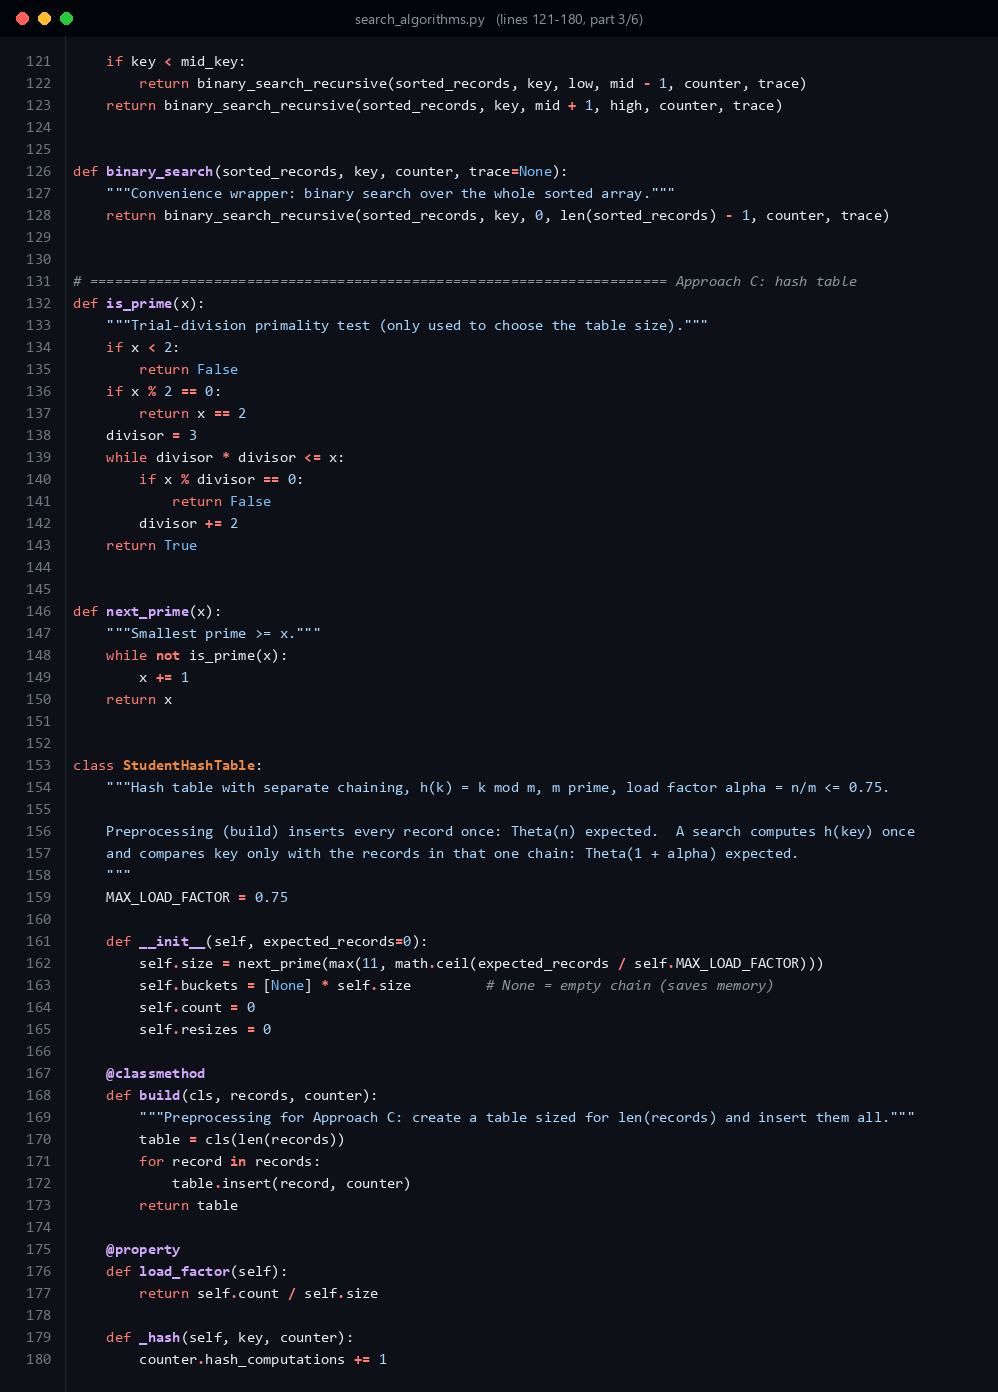 search_algorithms.py   (lines 121-180, part 3/6)
121     if key < mid_key:
122         return binary_search_recursive(sorted_records, key, low, mid - 1, counter, trace)
123     return binary_search_recursive(sorted_records, key, mid + 1, high, counter, trace)
124
125
126 def binary_search(sorted_records, key, counter, trace=None):
127     """Convenience wrapper: binary search over the whole sorted array."""
128     return binary_search_recursive(sorted_records, key, 0, len(sorted_records) - 1, counter, trace)
129
130
131 # ====================================================================== Approach C: hash table
132 def is_prime(x):
133     """Trial-division primality test (only used to choose the table size)."""
134     if x < 2:
135         return False
136     if x % 2 == 0:
137         return x == 2
138     divisor = 3
139     while divisor * divisor <= x:
140         if x % divisor == 0:
141             return False
142         divisor += 2
143     return True
144
145
146 def next_prime(x):
147     """Smallest prime >= x."""
148     while not is_prime(x):
149         x += 1
150     return x
151
152
153 class StudentHashTable:
154     """Hash table with separate chaining, h(k) = k mod m, m prime, load factor alpha = n/m <= 0.75.
155
156     Preprocessing (build) inserts every record once: Theta(n) expected.  A search computes h(key) once
157     and compares key only with the records in that one chain: Theta(1 + alpha) expected.
158     """
159     MAX_LOAD_FACTOR = 0.75
160
161     def __init__(self, expected_records=0):
162         self.size = next_prime(max(11, math.ceil(expected_records / self.MAX_LOAD_FACTOR)))
163         self.buckets = [None] * self.size         # None = empty chain (saves memory)
164         self.count = 0
165         self.resizes = 0
166
167     @classmethod
168     def build(cls, records, counter):
169         """Preprocessing for Approach C: create a table sized for len(records) and insert them all."""
170         table = cls(len(records))
171         for record in records:
172             table.insert(record, counter)
173         return table
174
175     @property
176     def load_factor(self):
177         return self.count / self.size
178
179     def _hash(self, key, counter):
180         counter.hash_computations += 1